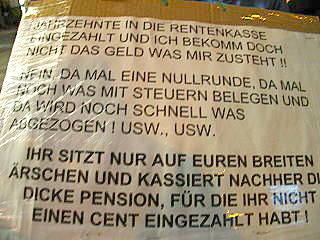 JAHRZEHNTE IN DIE RENTENKASSE
EINGEZAHLT UND ICH BEKOMM DOCH
NICHT DAS GELD WAS MIR ZUSTEHT !!
NEIN, DA MAL EINE NULLRUNDE, DA MAL
NOCH WAS MIT STEUERN BELEGEN UND
DA WIRD NOCH SCHNELL WAS
ABGEZOGEN ! USW., USW.
IHR SITZT NUR AUF EUREN BREITEN
ÄRSCHEN UND KASSIERT NACHHER DI
DICKE PENSION, FÜR DIE IHR NICHT
EINEN CENT EINGEZAHLT HABT !